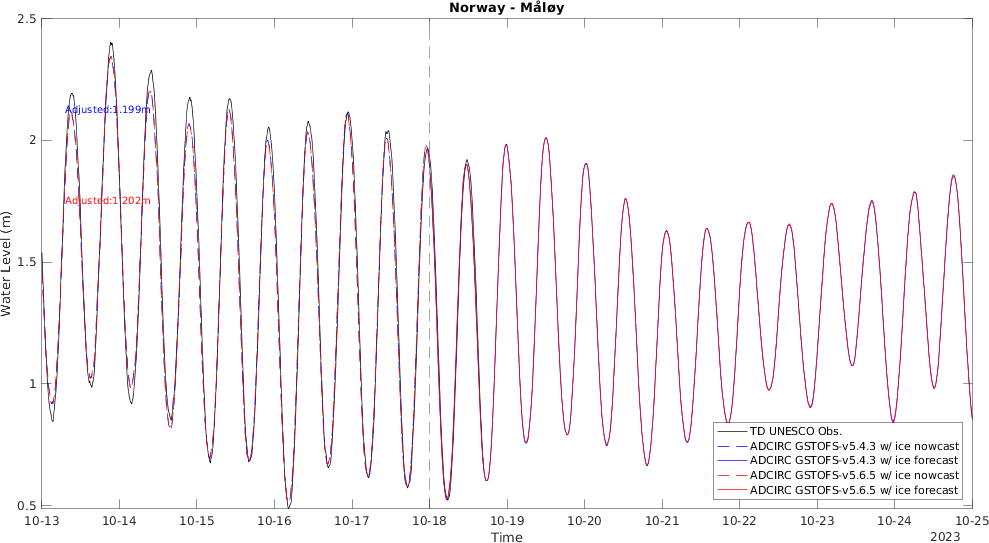 Norway - Måløy
2.5
2
1.5
1
0.5
Water Level (m)
Adjusted:1.199m
Adjusted:1.202m
TD UNESCO Obs.
ADCIRC GSTOFS-v5.4.3 w/ ice nowcast
ADCIRC GSTOFS-v5.4.3 w/ ice forecast
ADCIRC GSTOFS-v5.6.5 w/ ice nowcast
ADCIRC GSTOFS-v5.6.5 w/ ice forecast
10-13 10-14 10-15 10-16 10-17 10-18 10-19 10-20 10-21 10-22 10-23 10-24 10-25
Time
2023